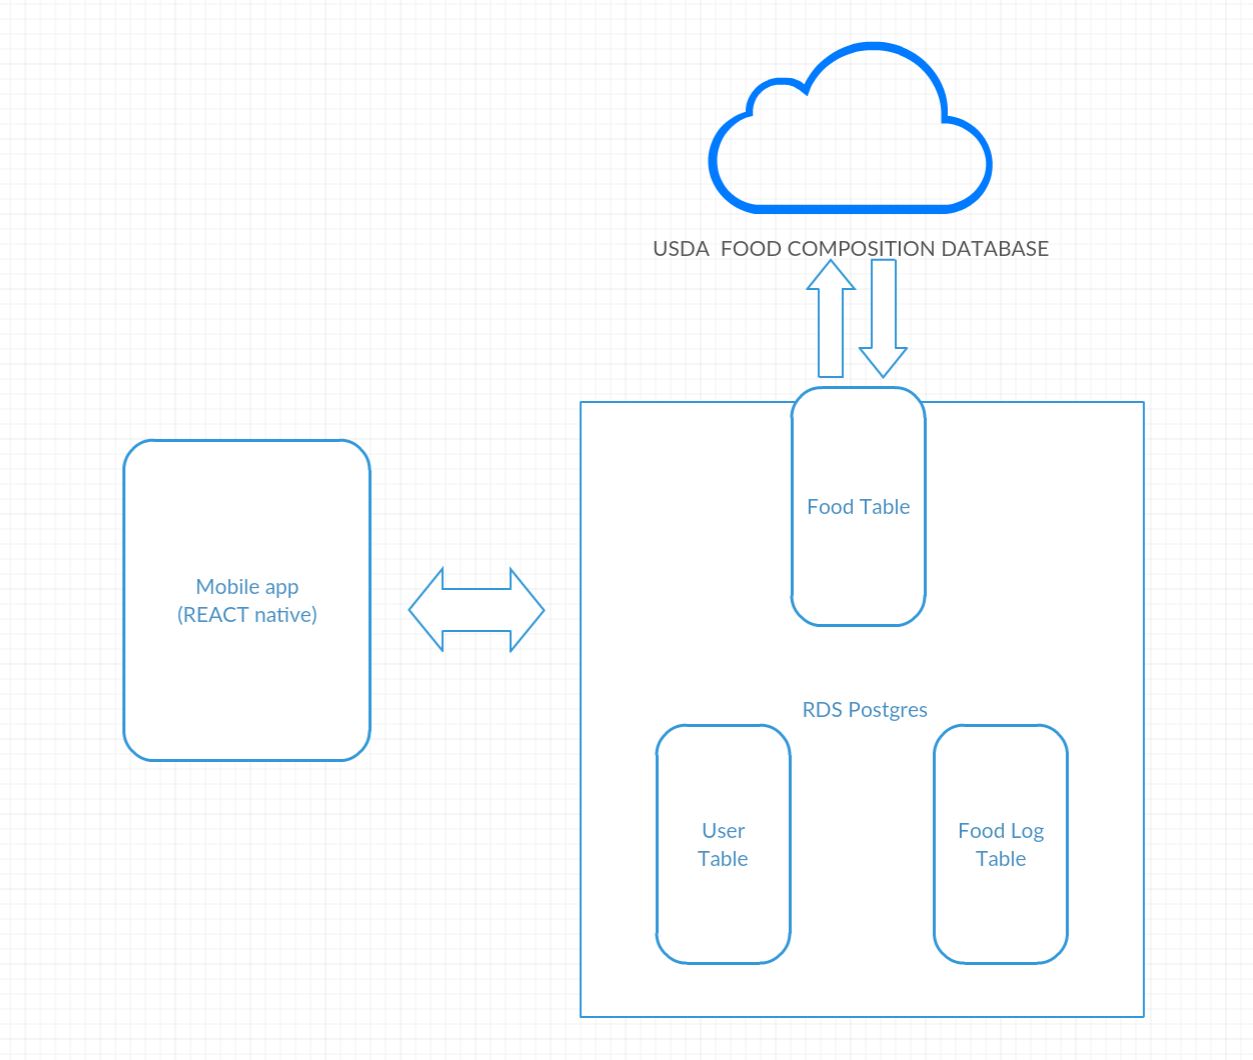 USDA  FOOD COMPOSITION DATABASE
Food Table
Mobile app
(REACT native)
RDS Postgres
User
Table
Food Log
Table